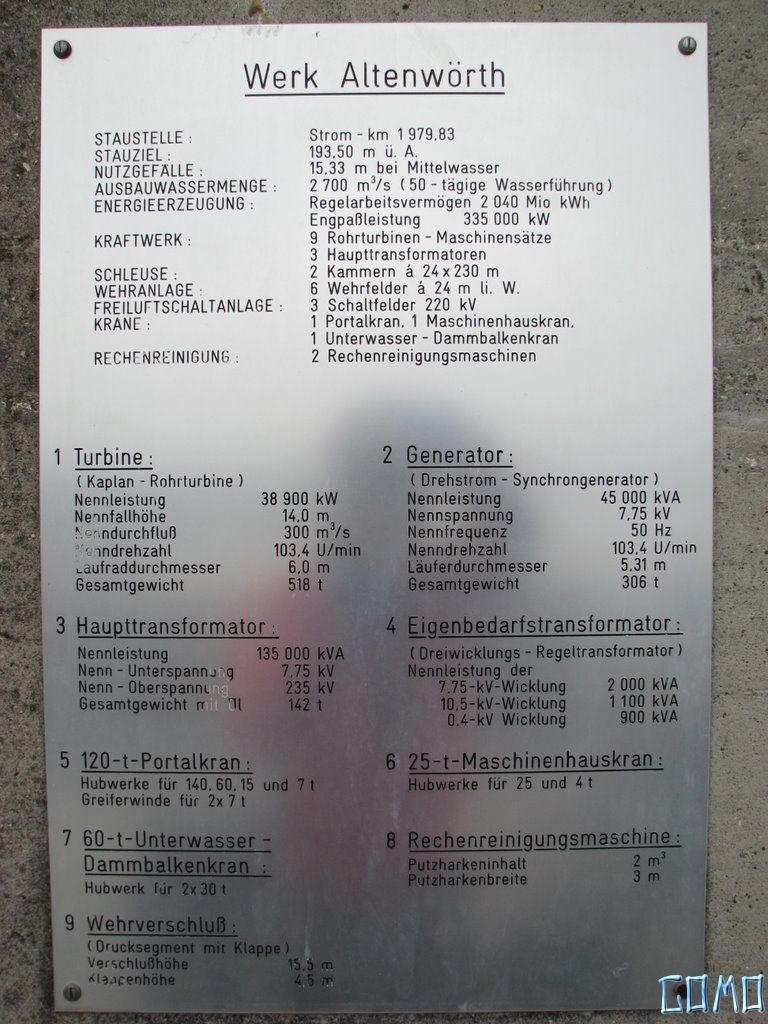 Werk Altenwörth
STAUSTELLE : Strom - km 1 979,83
STAUZIEL : 193,50 m ü. A.
NUTZGEFÄLLE : 15,33 m bei Mittelwasser
AUSBAUWASSERMENGE : 2 700 m³/s ( 50 - tägige Wasserführung )
ENERGIEERZEUGUNG : Regelarbeitsvermögen 2 040 Mio kWh
Engpaßleistung 335 000 kW
KRAFTWERK : 9 Rohrturbinen - Maschinensätze
3 Haupttransformatoren
SCHLEUSE : 2 Kammern á 24 x 230 m
WEHRANLAGE : 6 Wehrfelder á 24 m li. W.
FREILUFTSCHALTANLAGE : 3 Schaltfelder 220 kV
KRANE : 1 Portalkran, 1 Maschinenhauskran,
1 Unterwasser - Dammbalkenkran
RECHENREINIGUNG : 2 Rechenreinigungsmaschinen
1 Turbine :
( Kaplan - Rohrturbine )
Nennleistung 38 900 kW
Nennfallhöhe 14,0 m
Nenndurchfluß 300 m³/s
Nenndrehzahl 103,4 U/min
Laufraddurchmesser 6,0 m
Gesamtgewicht 518 t
2 Generator :
( Drehstrom - Synchrongenerator )
Nennleistung 45 000 kVA
Nennspannung 7,75 kV
Nennfrequenz 50 Hz
Nenndrehzahl 103,4 U/min
Läuferdurchmesser 5,31 m
Gesamtgewicht 306 t
3 Haupttransformator :
Nennleistung 135 000 kVA
Nenn - Unterspannung 7,75 kV
Nenn - Oberspannung 235 kV
Gesamtgewicht mit Öl 142 t
4 Eigenbedarfstransformator :
( Dreiwicklungs - Regeltransformator )
Nennleistung der
7,75-kV-Wicklung 2 000 kVA
10,5-kV-Wicklung 1 100 kVA
0,4-kV Wicklung 900 kVA
5 120-t-Portalkran :
Hubwerke für 140, 60, 15 und 7 t
Greiferwinde für 2x 7 t
6 25-t-Maschinenhauskran :
Hubwerke für 25 und 4 t
7 60-t-Unterwasser -
Dammbalkenkran :
Hubwerk für 2x 30 t
8 Rechenreinigungsmaschine :
Putzharkeninhalt 2 m³
Putzharkenbreite 3 m
9 Wehrverschluß :
( Drucksegment mit Klappe )
Verschlußhöhe 15,5 m
Klappenhöhe 4,5 m
GOMO